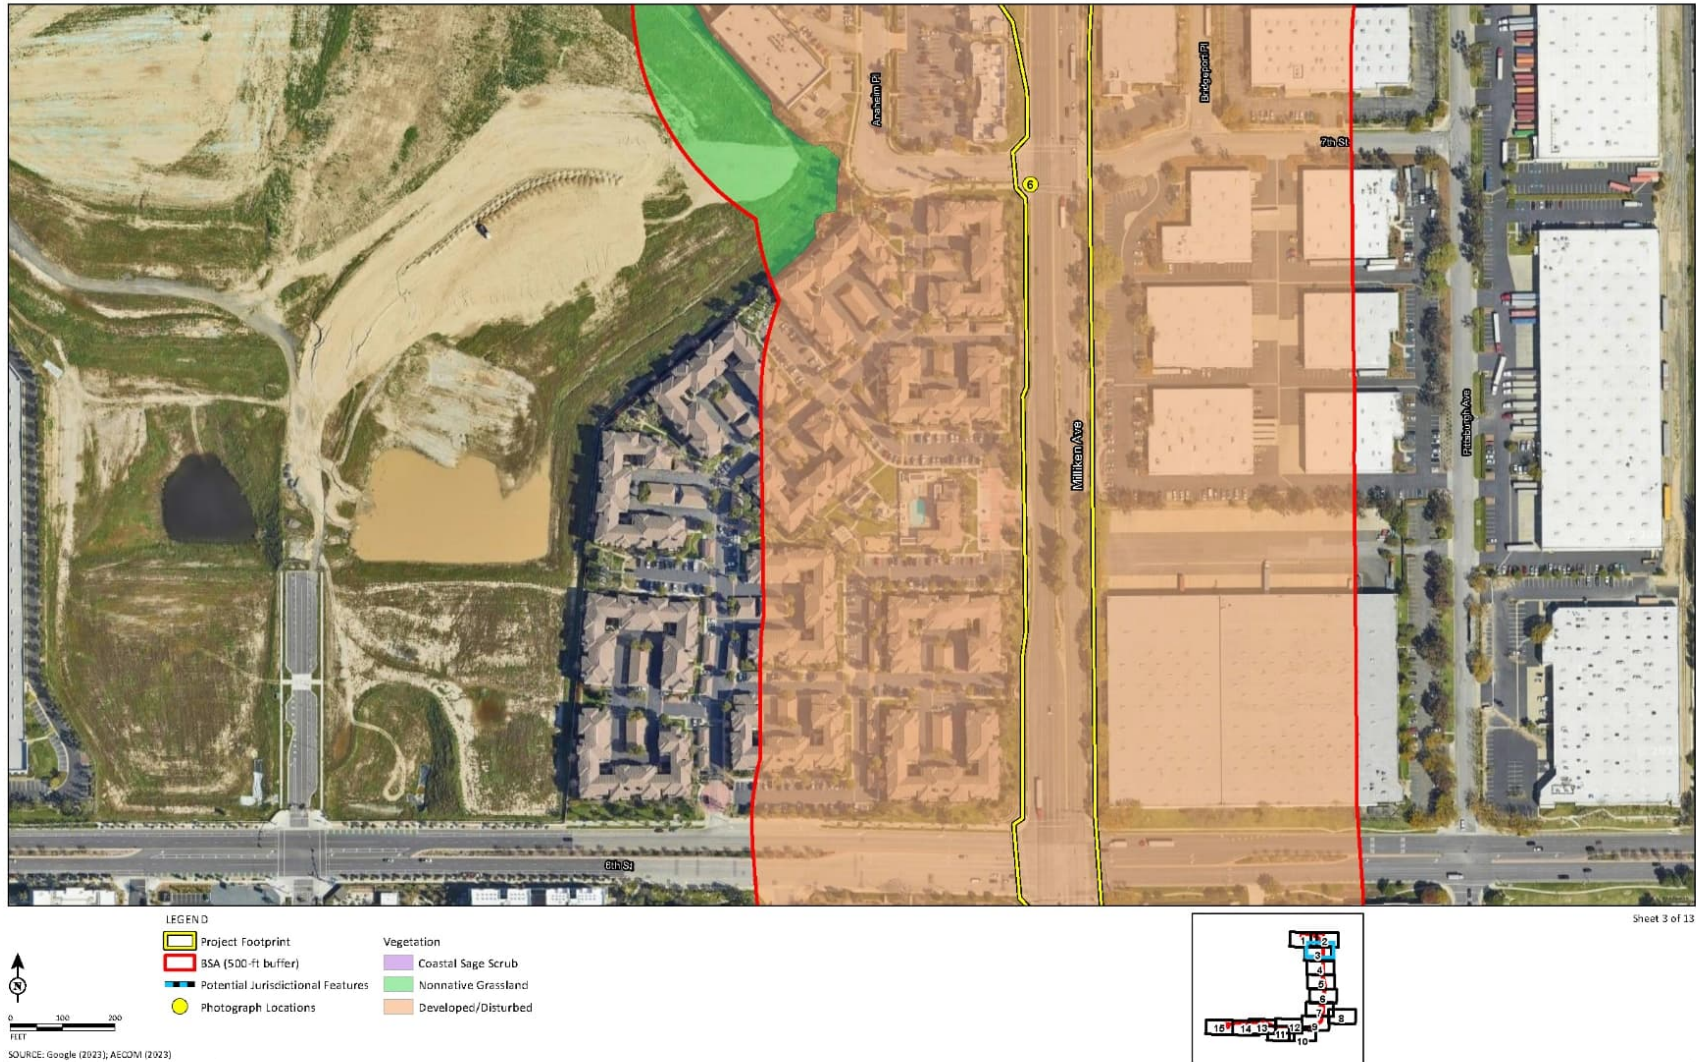 Anaheim Pl
Bridgeport Pl
7th St
6
Milliken Ave
Pittsburgh Ave
6th St
LEGEND
Project Footprint
BSA (500-ft buffer)
Potential Jurisdictional Features
Photograph Locations
Vegetation
Coastal Sage Scrub
Nonnative Grassland
Developed/Disturbed
Sheet 3 of 13
N
0 100 200
FEET
SOURCE: Google (2023); AECOM (2023)
1 2
3
4
5
6
7 8
15 14 13 12 9
11 10